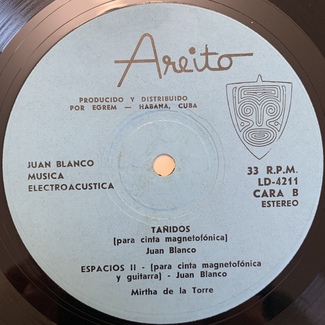 Areito
PRODUCIDO Y DISTRIBUIDO
POR EGREM — HABANA, CUBA
JUAN BLANCO
MUSICA
ELECTROACUSTICA
33 R.P.M.
LD-4211
CARA B
ESTEREO
TAÑIDOS
[para cinta magnetofónica]
Juan Blanco
ESPACIOS II - [para cinta magnetofónica
y guitarra] - Juan Blanco
Mirtha de la Torre